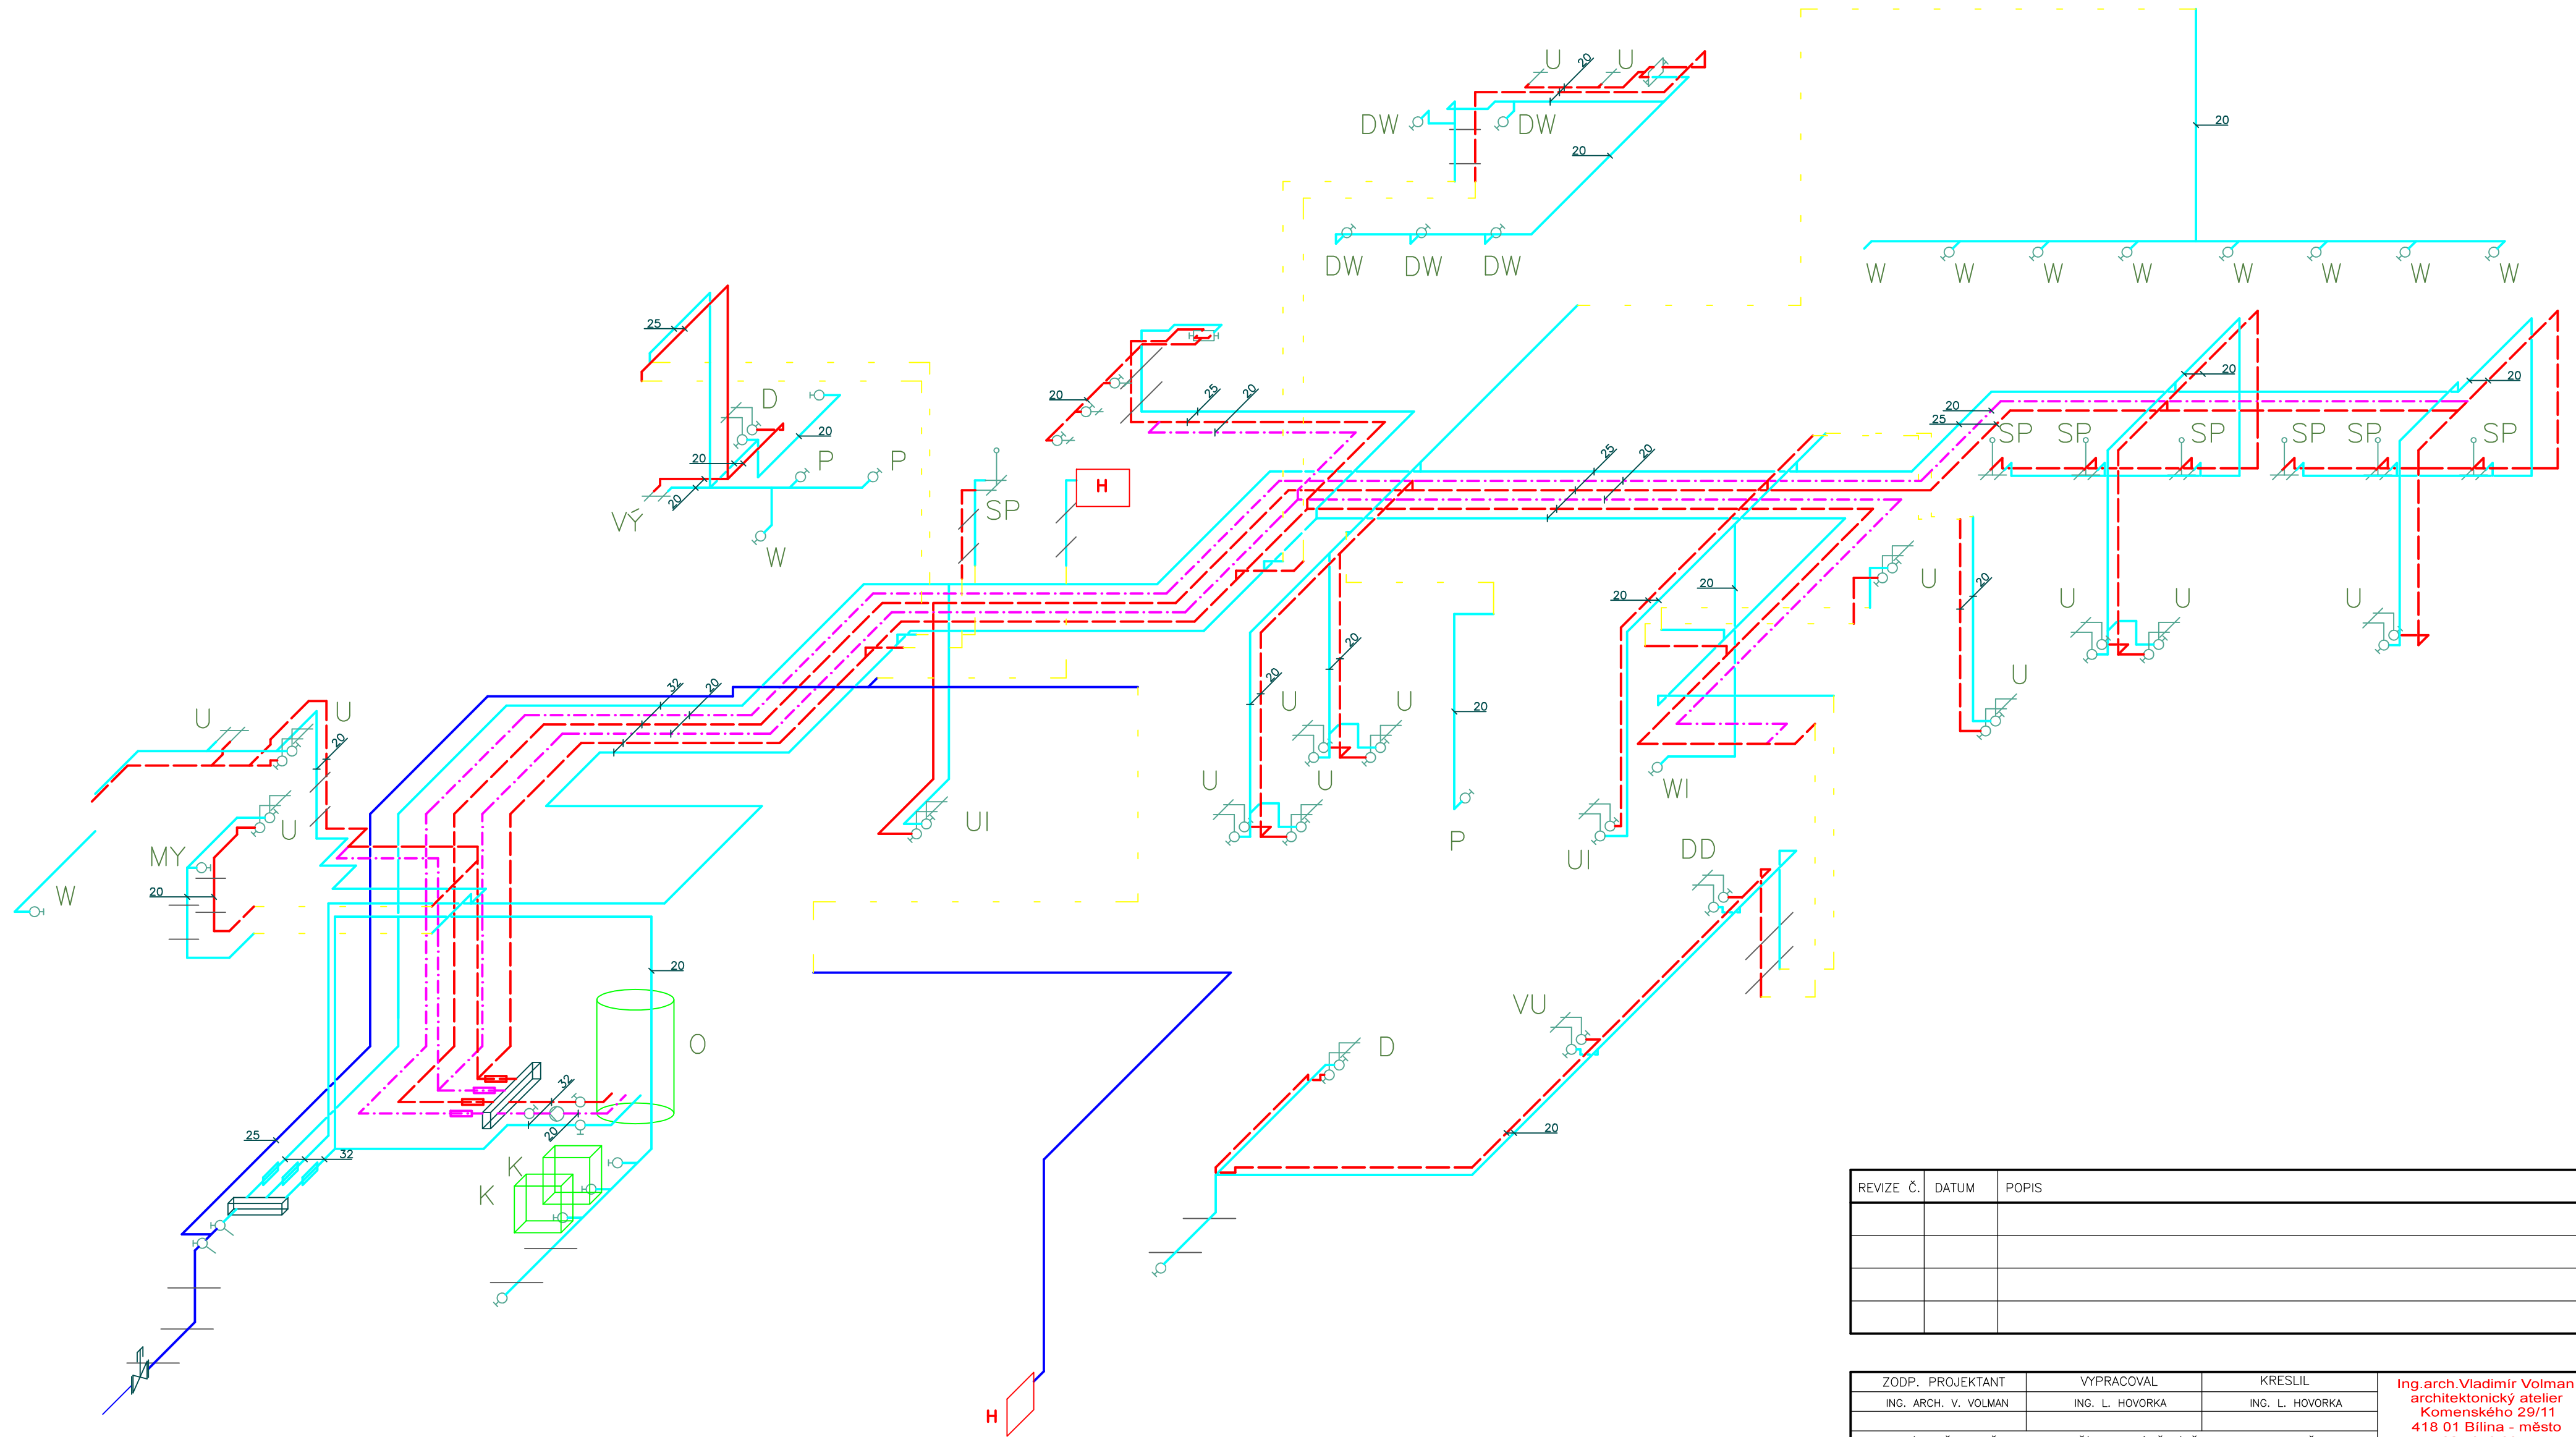 U U
20
DW DW
20
20
DW DW DW
W W W W W W W W
25
D
20
P P
20
20
VÝ
W
20
25 20
SP
H
25 20
20
25
20
20
SP SP SP SP SP SP
20
20
U
20
U U U
20
20
U
32 20
U U
20
20
U U
20
U U
UI
P
UI
WI
DD
U
MY
20
W
20
O
VU
D
32
20
25
32
K
K
20
H
REVIZE Č. DATUM POPIS
ZODP. PROJEKTANT VYPRACOVAL KRESLIL
ING. ARCH. V. VOLMAN ING. L. HOVORKA ING. L. HOVORKA
Ing.arch.Vladimír Volman
architektonický atelier
Komenského 29/11
418 01 Bílina - město